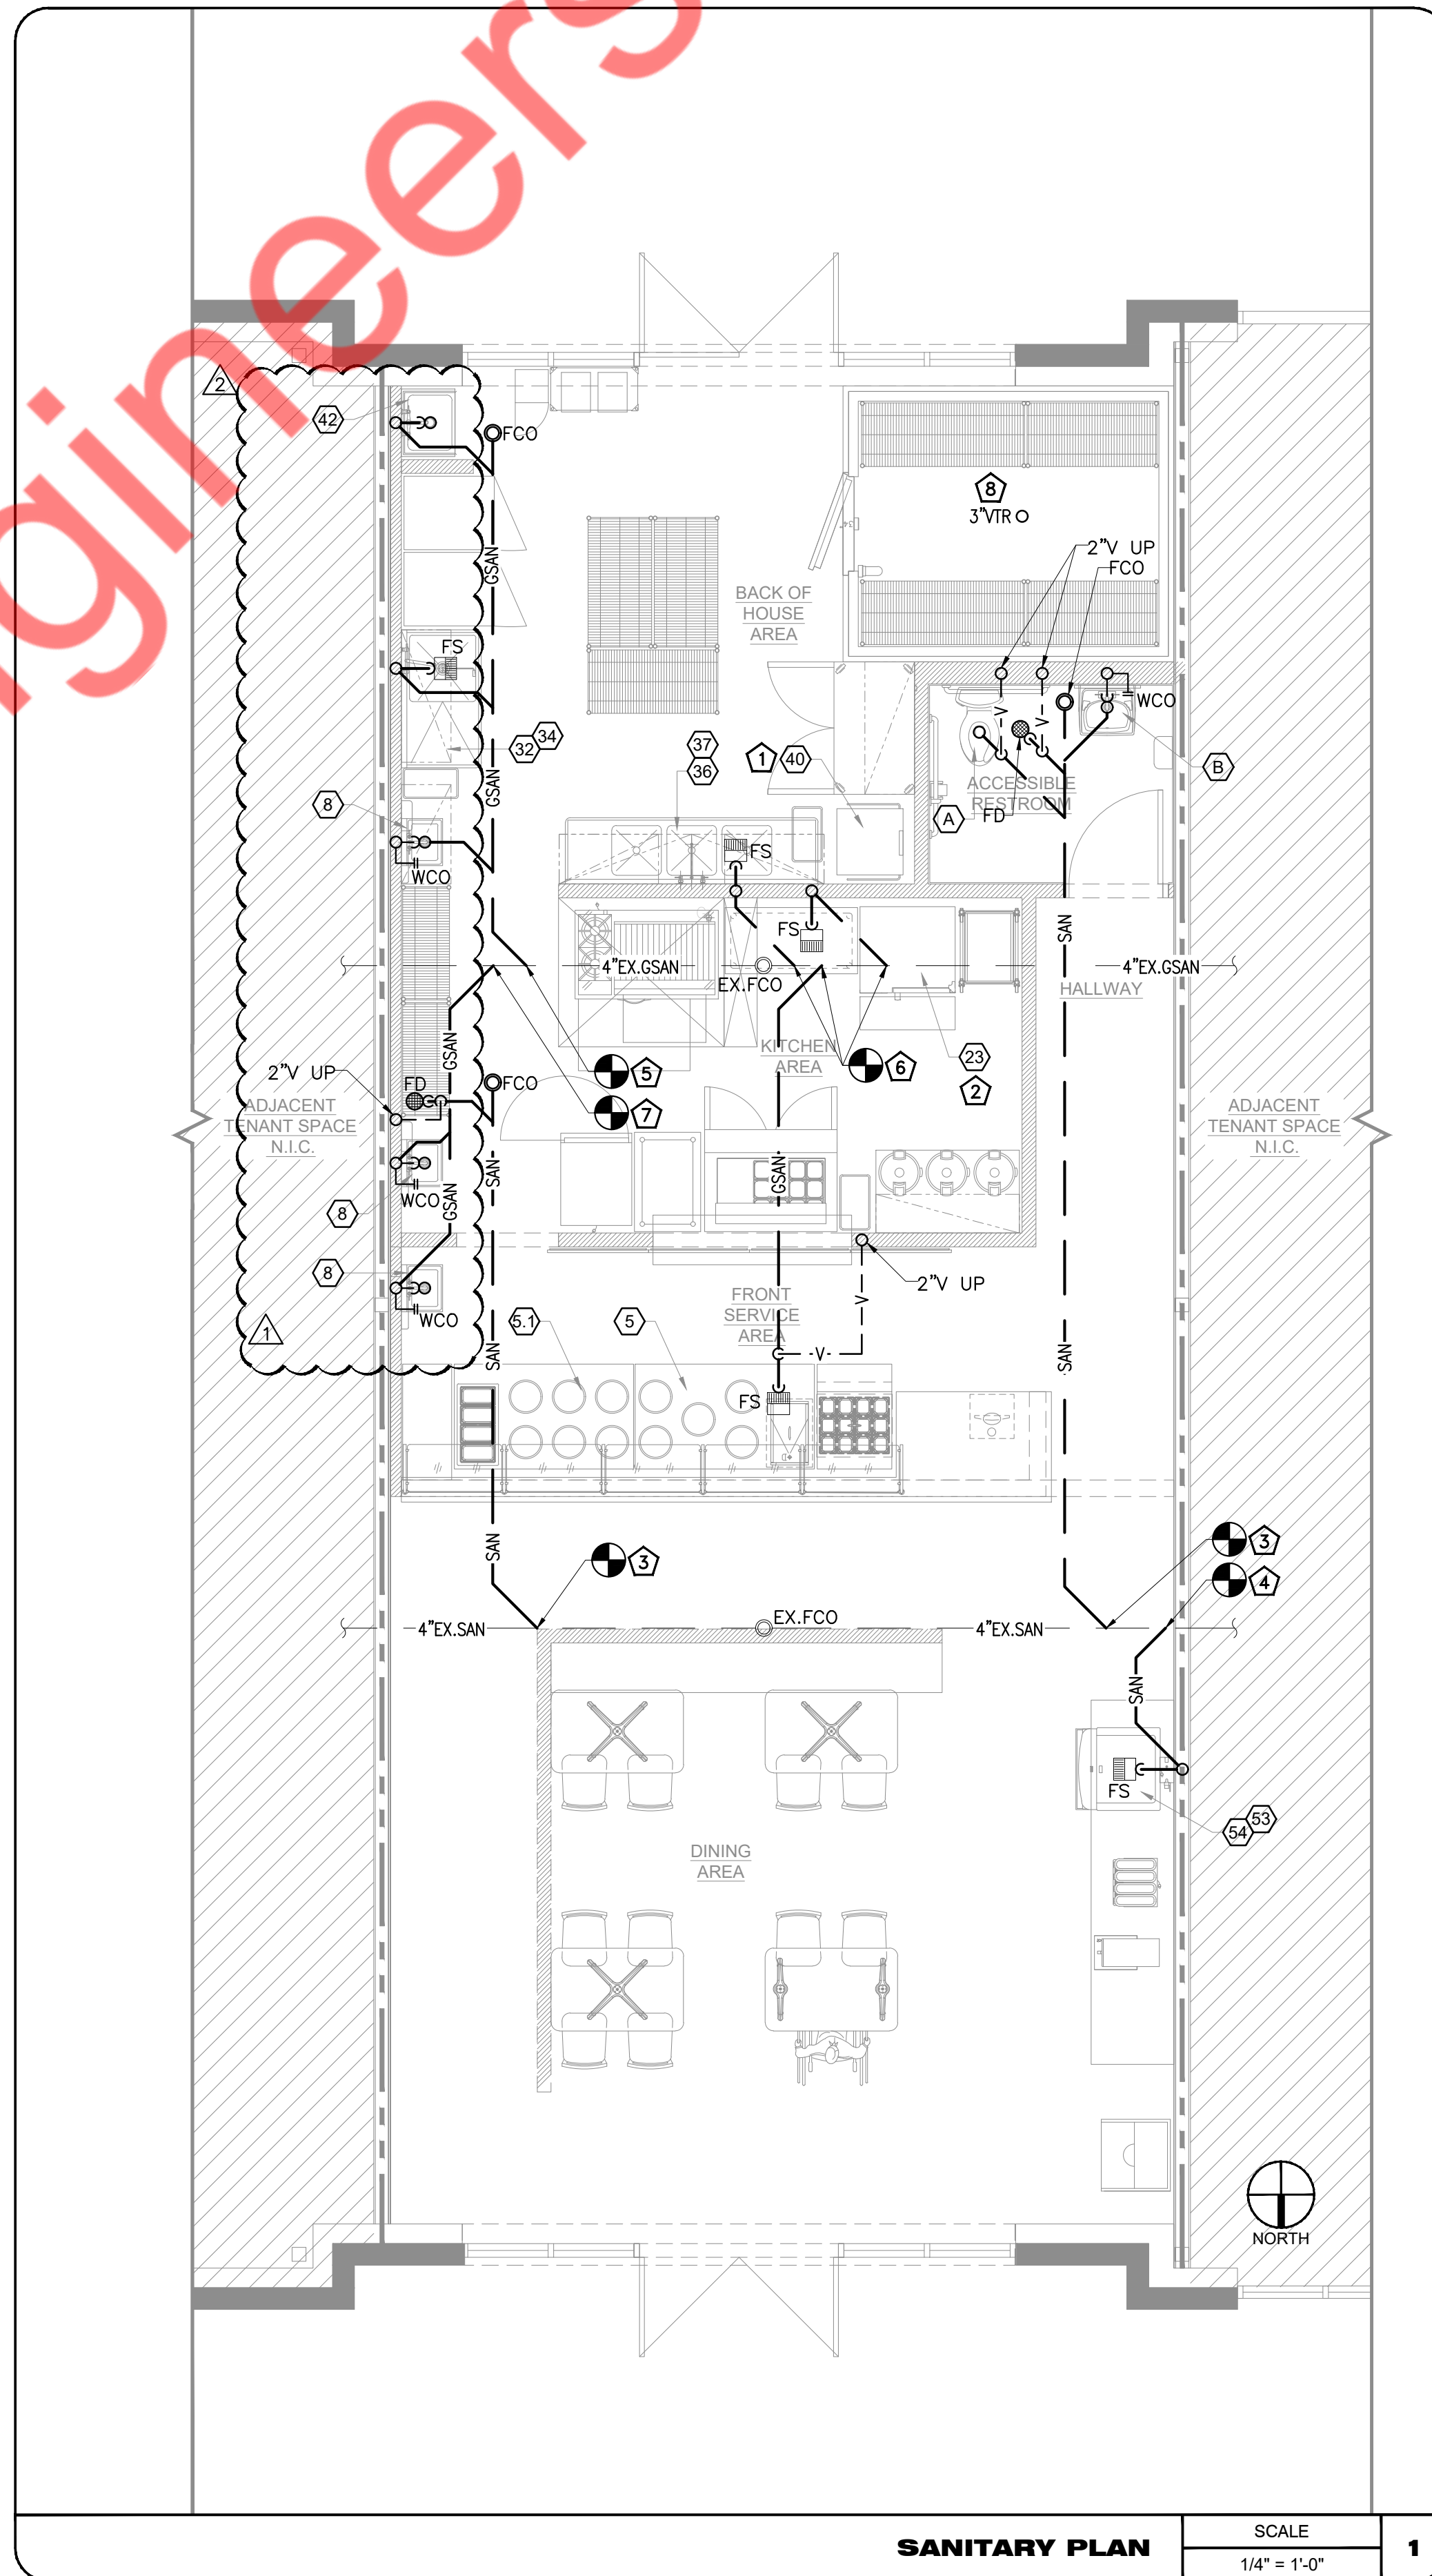 gineers
2
42
FCO
8
3"VTR
GSAN
2"V UP
FCO
BACK OF
HOUSE
AREA
FS
V
V
WCO
32
34
37
36
1
40
B
GSAN
ACCESSIBLE
RESTROOM
A
FD
8
WCO
FS
FS
SAN
4"EX.GSAN
4"EX.GSAN
EX.FCO
HALLWAY
GSAN
KITCHEN
AREA
5
6
23
2
7
2"V UP
FD
FCO
ADJACENT
TENANT SPACE
N.I.C.
ADJACENT
TENANT SPACE
N.I.C.
WCO
GSAN
SAN
GSAN
8
8
WCO
2"V UP
V
FRONT
SERVICE
AREA
1
5.1
5
SAN
-V-
SAN
FS
SAN
3
3
4
4"EX.SAN
EX.FCO
4"EX.SAN
SAN
FS
54
53
DINING
AREA
NORTH
SANITARY PLAN
SCALE
1/4" = 1'-0"
1